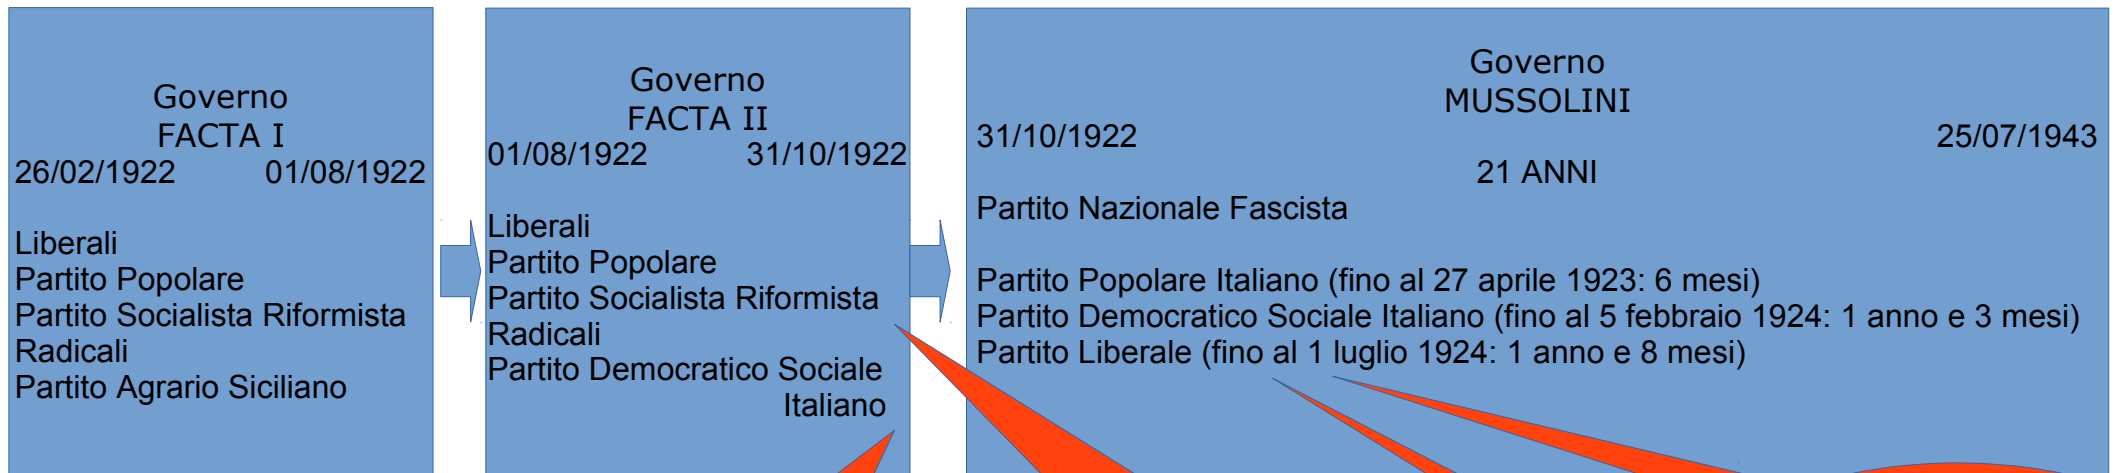 Governo
FACTA I
26/02/1922 01/08/1922
Liberali
Partito Popolare
Partito Socialista Riformista
Radicali
Partito Agrario Siciliano
Governo
FACTA II
01/08/1922 31/10/1922
Liberali
Partito Popolare
Partito Socialista Riformista
Radicali
Partito Democratico Sociale
Italiano
Governo
MUSSOLINI
31/10/1922 25/07/1943
21 ANNI
Partito Nazionale Fascista
Partito Popolare Italiano (fino al 27 aprile 1923: 6 mesi)
Partito Democratico Sociale Italiano (fino al 5 febbraio 1924: 1 anno e 3 mesi)
Partito Liberale (fino al 1 luglio 1924: 1 anno e 8 mesi)